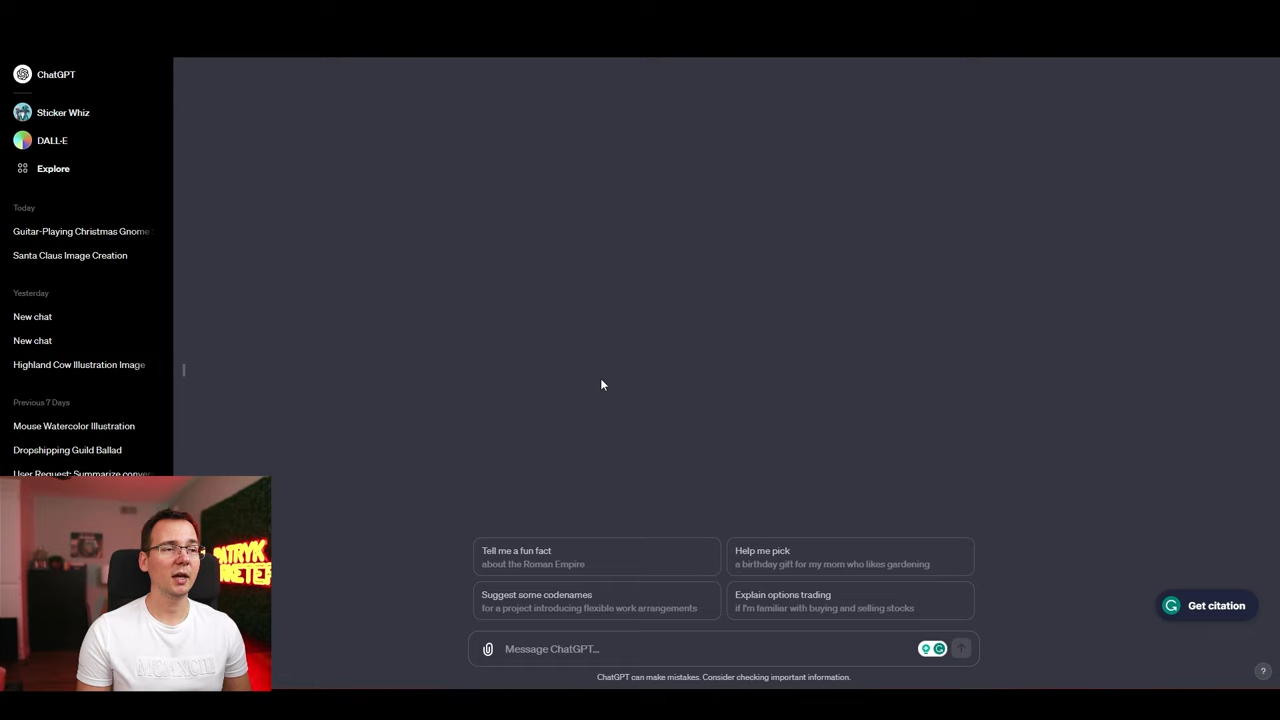 ChatGPT
Sticker Whiz
DALL·E
Explore
Today
Guitar-Playing Christmas Gnome
Santa Claus Image Creation
Yesterday
New chat
New chat
Highland Cow Illustration Image
Previous 7 Days
Mouse Watercolor Illustration
Dropshipping Guild Ballad
User Request: Summarize conver
PATRYK
Tell me a fun fact
about the Roman Empire
Help me pick
a birthday gift for my mom who likes gardening
Suggest some codenames
for a project introducing flexible work arrangements
Explain options trading
if I'm familiar with buying and selling stocks
Get citation
Message ChatGPT...
ChatGPT can make mistakes. Consider checking important information.
?